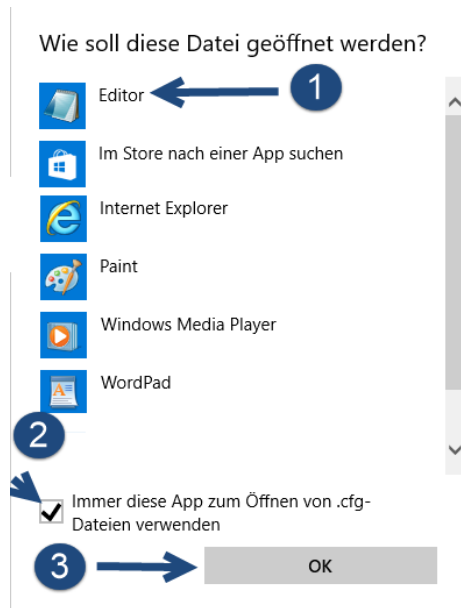 Wie soll diese Datei geöffnet werden?
Editor
1
Im Store nach einer App suchen
Internet Explorer
Paint
Windows Media Player
WordPad
2
Immer diese App zum Öffnen von .cfg-
Dateien verwenden
3
OK